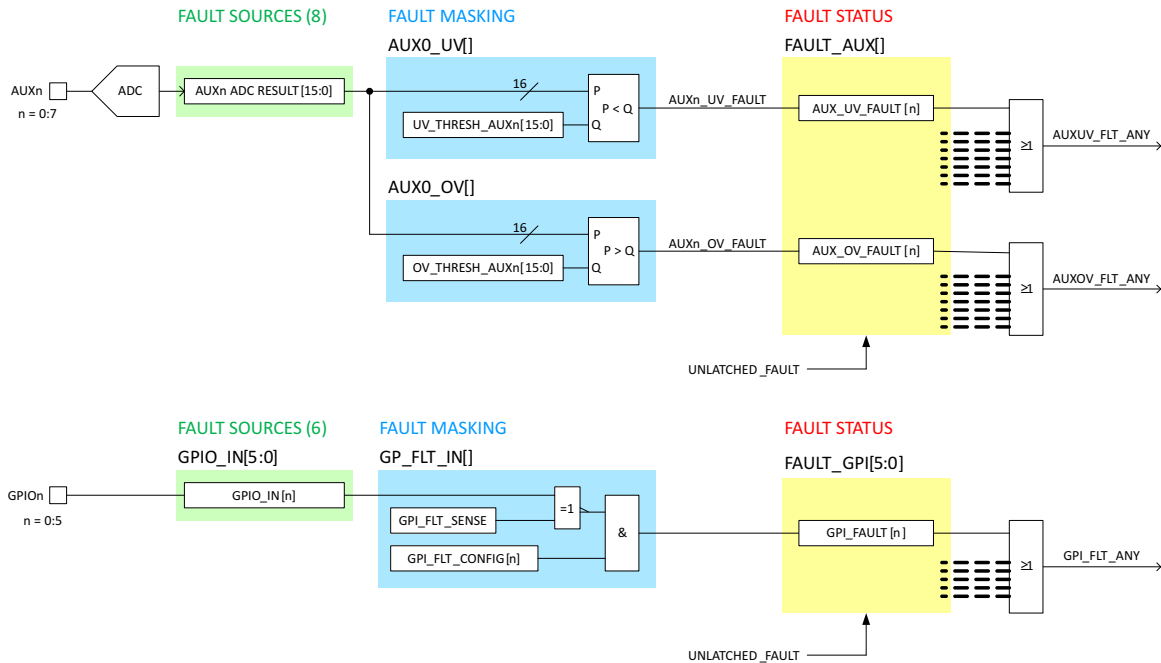 FAULT SOURCES (8)
FAULT MASKING
FAULT STATUS
AUX0_UV[]
FAULT_AUX[]
AUXn
n = 0:7
ADC
AUXn ADC RESULT [15:0]
16
P
P < Q
Q
UV_THRESH_AUXn[15:0]
AUXn_UV_FAULT
AUX_UV_FAULT [n]
≥1
AUXUV_FLT_ANY
AUX0_OV[]
16
P
P > Q
Q
OV_THRESH_AUXn[15:0]
AUXn_OV_FAULT
AUX_OV_FAULT [n]
≥1
AUXOV_FLT_ANY
UNLATCHED_FAULT
FAULT SOURCES (6)
FAULT MASKING
FAULT STATUS
GPIO_IN[5:0]
GP_FLT_IN[]
FAULT_GPI[5:0]
GPIOn
n = 0:5
GPIO_IN [n]
GPI_FLT_SENSE
=1
GPI_FLT_CONFIG [n]
&
GPI_FAULT [n]
≥1
GPI_FLT_ANY
UNLATCHED_FAULT